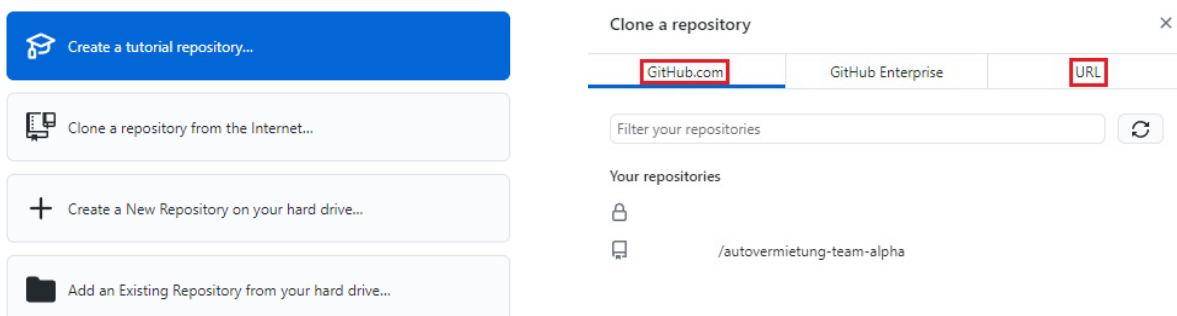 Create a tutorial repository...
Clone a repository from the Internet...
Create a New Repository on your hard drive...
Add an Existing Repository from your hard drive...
Clone a repository
GitHub.com
GitHub Enterprise
URL
Filter your repositories
Your repositories
/autovermietung-team-alpha